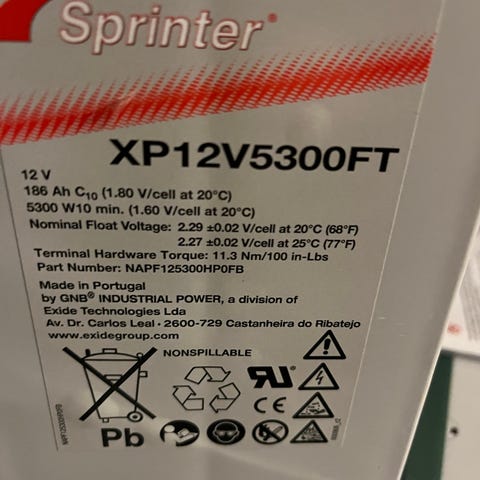 Sprinter®
XP12V5300FT
12 V
186 Ah C10 (1.80 V/cell at 20°C)
5300 W10 min. (1.60 V/cell at 20°C)
Nominal Float Voltage: 2.29 ±0.02 V/cell at 20°C (68°F)
2.27 ±0.02 V/cell at 25°C (77°F)
Terminal Hardware Torque: 11.3 Nm/100 in-Lbs
Part Number: NAPF125300HP0FB
Made in Portugal
by GNB® INDUSTRIAL POWER, a division of
Exide Technologies Lda
Av. Dr. Carlos Leal - 2600-729 Castanheira do Ribatejo
www.exidegroup.com
NONSPILLABLE
Pb
CE